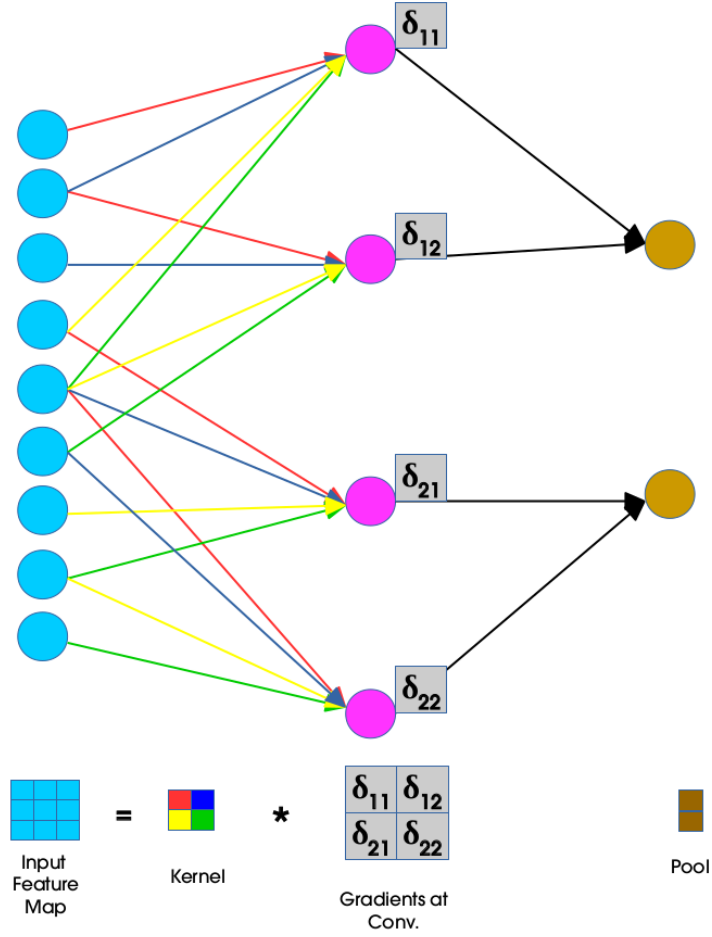 δ11
δ12
δ21
δ22
= *
δ11 δ12
δ21 δ22
Input
Feature
Map
Kernel
Gradients at
Conv.
Pool